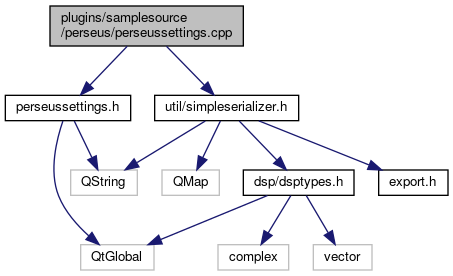 plugins/samplesource
/perseus/perseussettings.cpp
perseussettings.h
util/simpleserializer.h
QString
QMap
dsp/dsptypes.h
export.h
QtGlobal
complex
vector